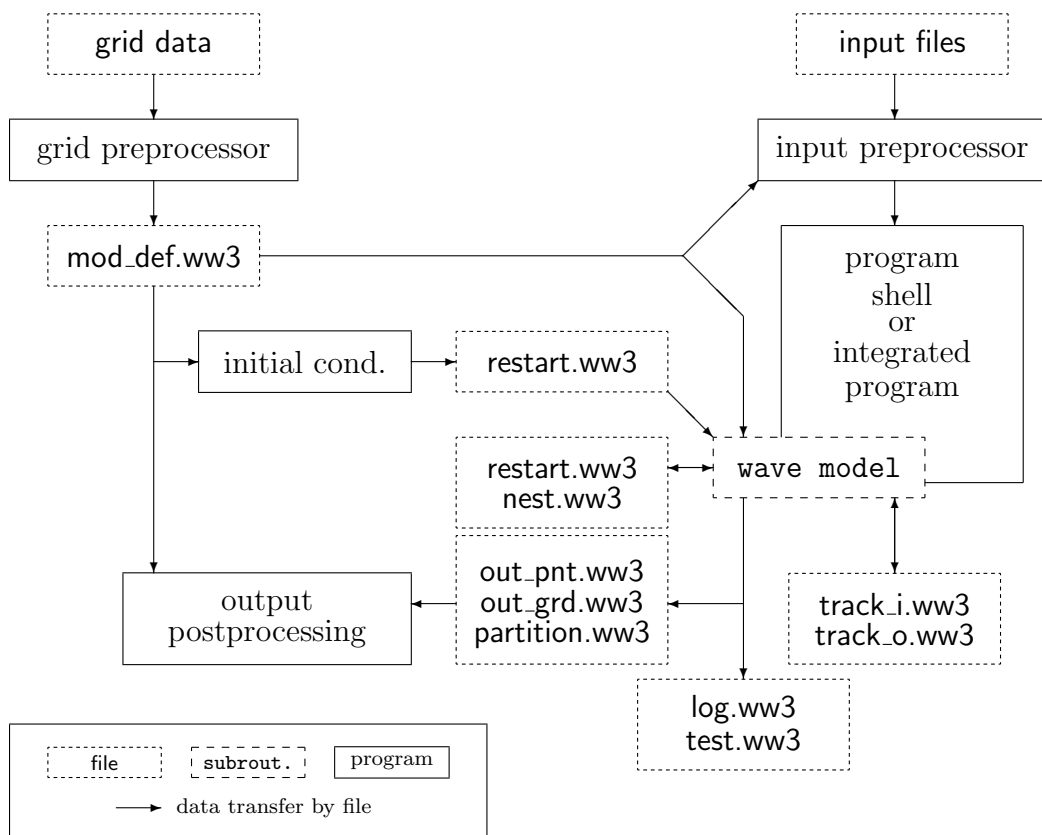 grid data
input files
grid preprocessor
input preprocessor
mod_def.ww3
program
shell
or
integrated
program
initial cond.
restart.ww3
restart.ww3
nest.ww3
wave model
out_pnt.ww3
out_grd.ww3
partition.ww3
output
postprocessing
track_i.ww3
track_o.ww3
log.ww3
test.ww3
file
subrout.
program
data transfer by file